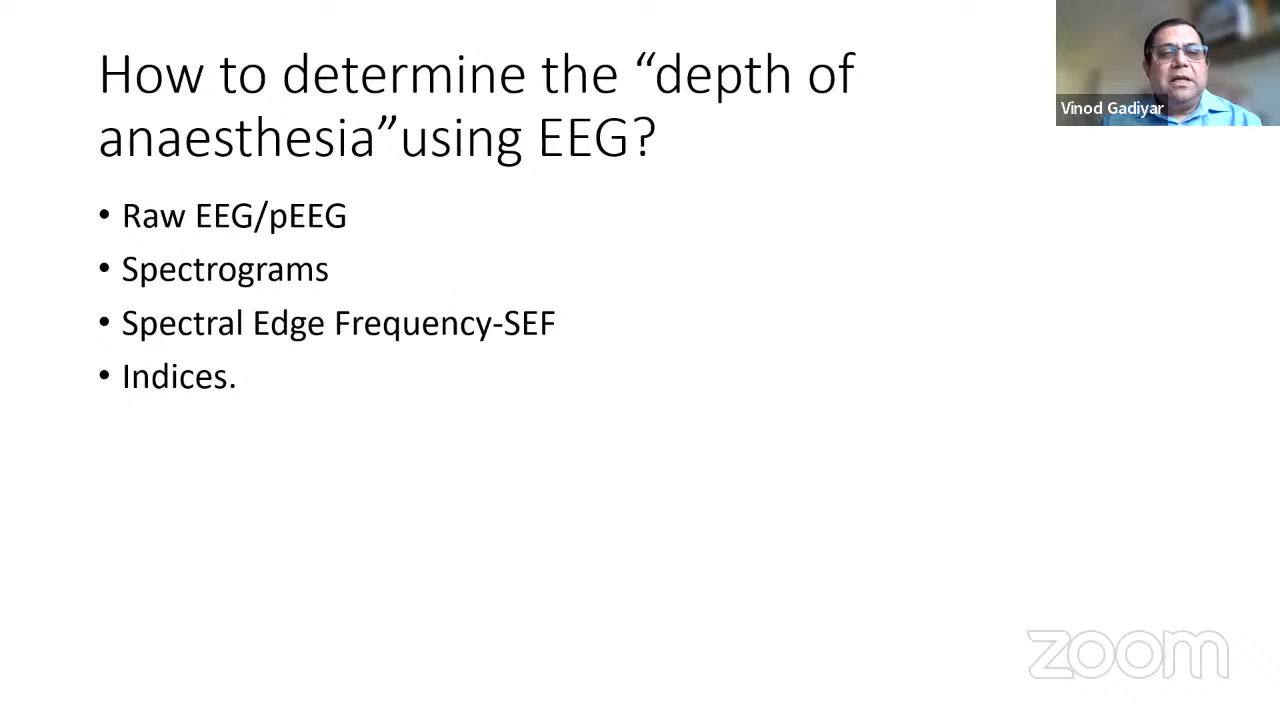 How to determine the “depth of
anaesthesia”using EEG?
• Raw EEG/pEEG
• Spectrograms
• Spectral Edge Frequency-SEF
• Indices.
Vinod Gadiyar
zoom